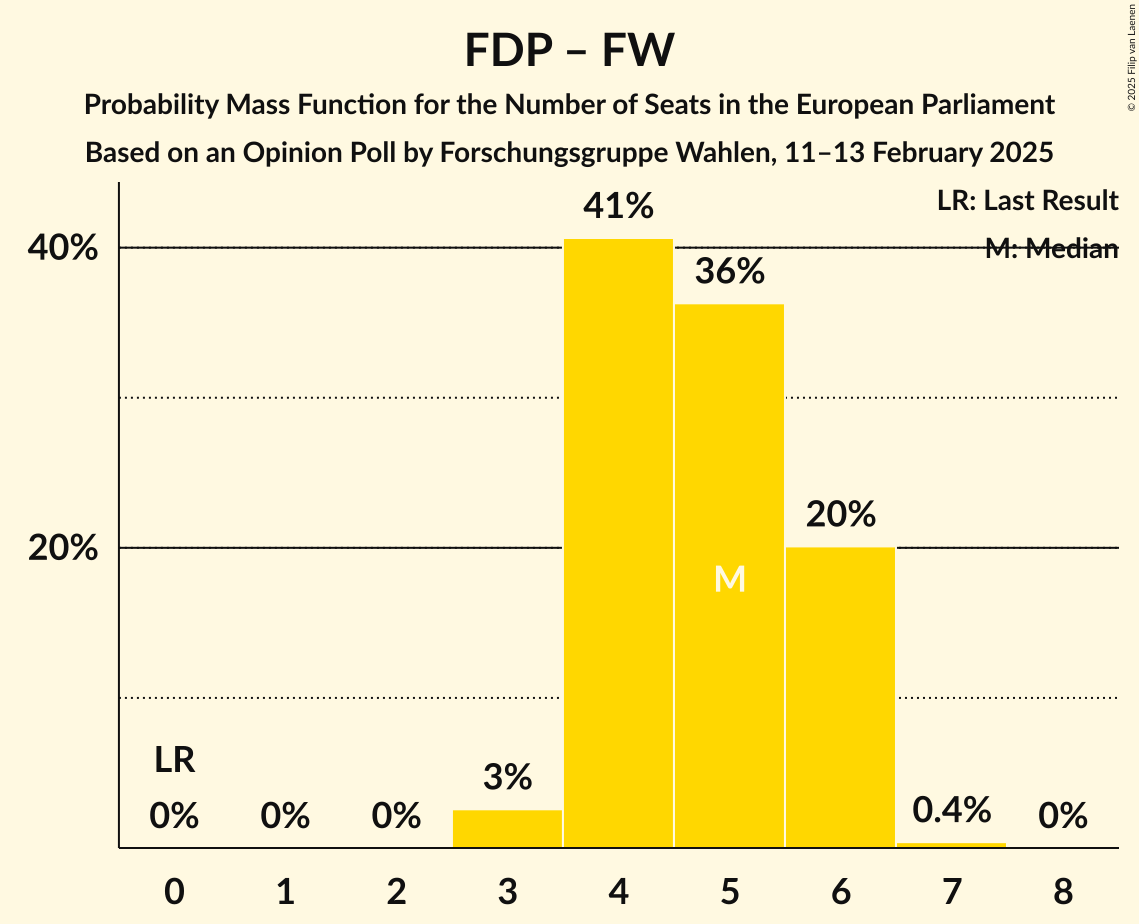 FDP – FW
Probability Mass Function for the Number of Seats in the European Parliament
Based on an Opinion Poll by Forschungsgruppe Wahlen, 11–13 February 2025
© 2025 Filip van Laenen
LR: Last Result
M: Median
40%
20%
41%
36%
20%
M
LR
0%
0%
0%
3%
0.4%
0%
0 1 2 3 4 5 6 7 8